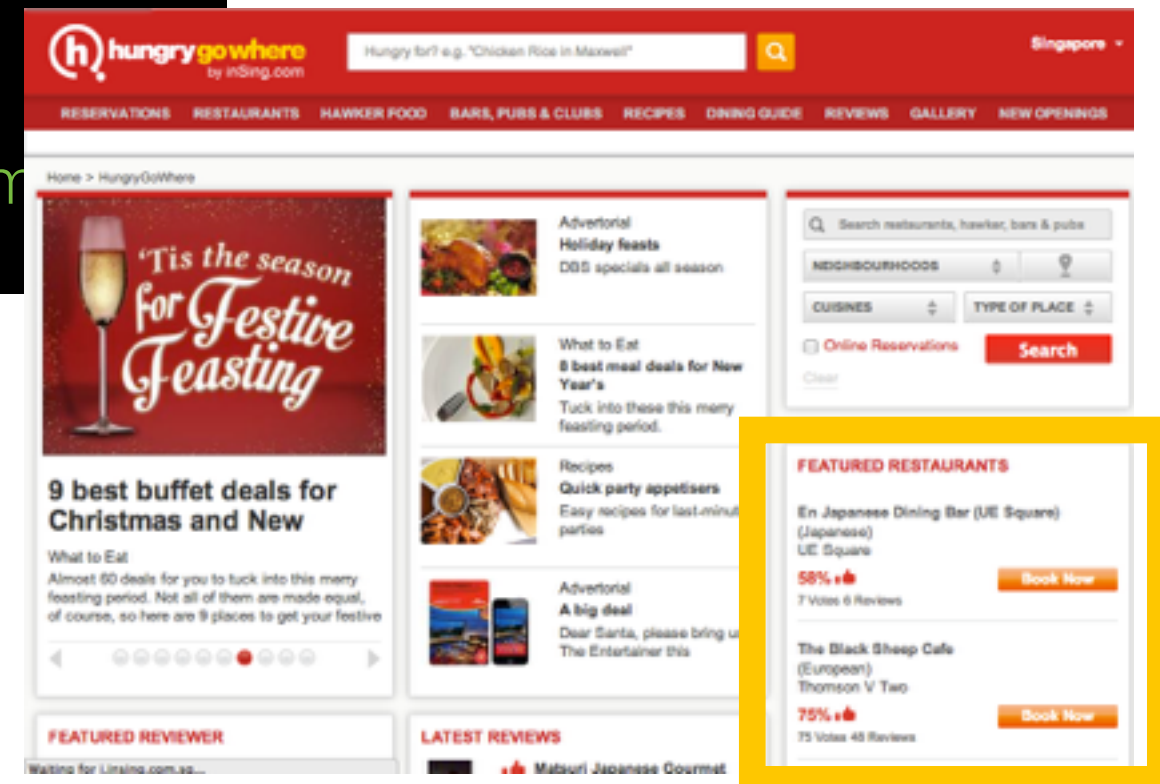 hungrygowhere
by inSing.com
Hungry for? e.g. "Chicken Rice in Maxwell"
Singapore
RESERVATIONS RESTAURANTS HAWKER FOOD BARS, PUBS & CLUBS RECIPES DINING GUIDE REVIEWS GALLERY NEW OPENINGS
m
Home > HungryGoWhere
'Tis the season
for Festive
Feasting
9 best buffet deals for
Christmas and New
What to Eat
Almost 60 deals for you to tuck into this merry
feasting period. Not all of them are made equal,
of course, so here are 9 places to get your festive
Advertorial
Holiday feasts
DBS specials all season
What to Eat
8 best meal deals for New
Year's
Tuck into these this merry
feasting period.
Recipes
Quick party appetisers
Easy recipes for last-minut
parties
Advertorial
A big deal
Dear Santa, please bring u
The Entertainer this
Search restaurants, hawker, bars & pubs
NEIGHBOURHOODS
CUISINES TYPE OF PLACE
Online Reservations Search
Clear
FEATURED RESTAURANTS
En Japanese Dining Bar (UE Square)
(Japanese)
UE Square
58% Book Now
7 Votes 6 Reviews
The Black Sheep Cafe
(European)
Thomson V Two
75% Book Now
75 Votes 48 Reviews
FEATURED REVIEWER
LATEST REVIEWS
Matsuri Japanese Gourmet
Waiting for i.insing.com.sg...